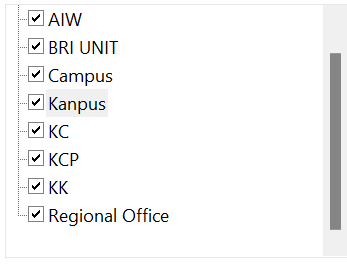 AIW
BRI UNIT
Campus
Kanpus
KC
KCP
KK
Regional Office